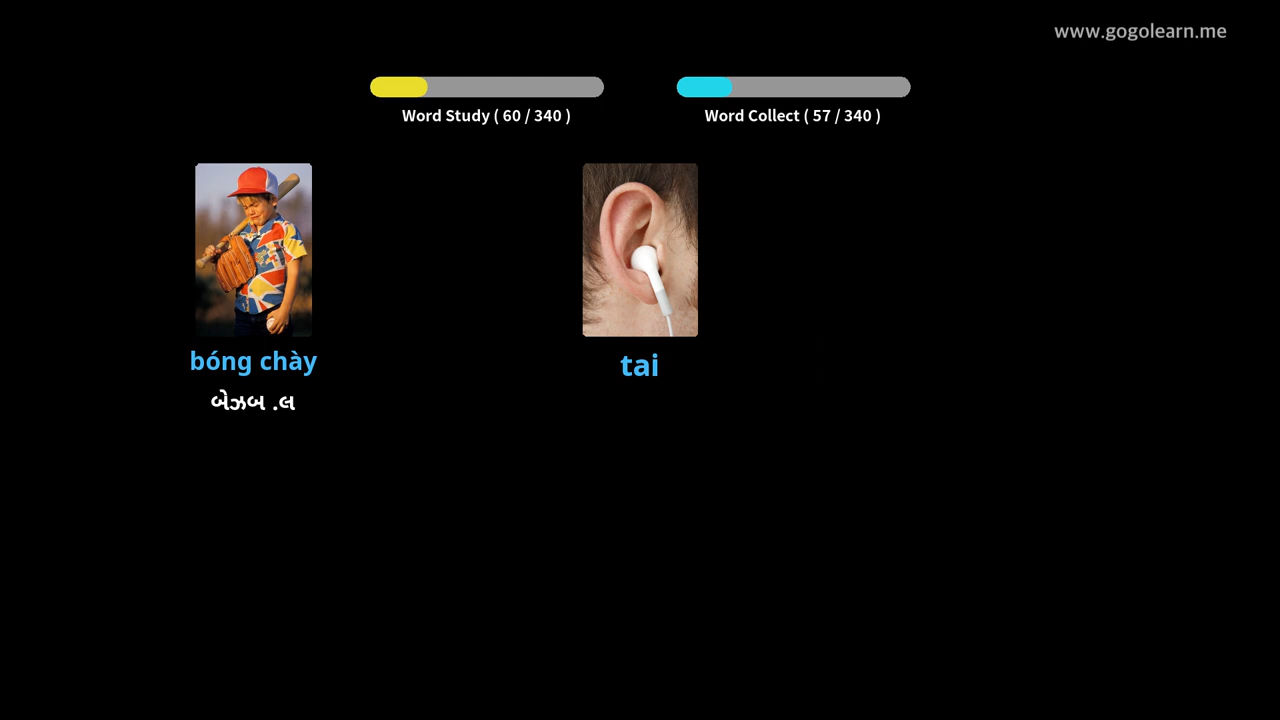 www.gogolearn.me
Word Study ( 60 / 340 )
Word Collect ( 57 / 340 )
bóng chày
tai
બેઝબ .લ